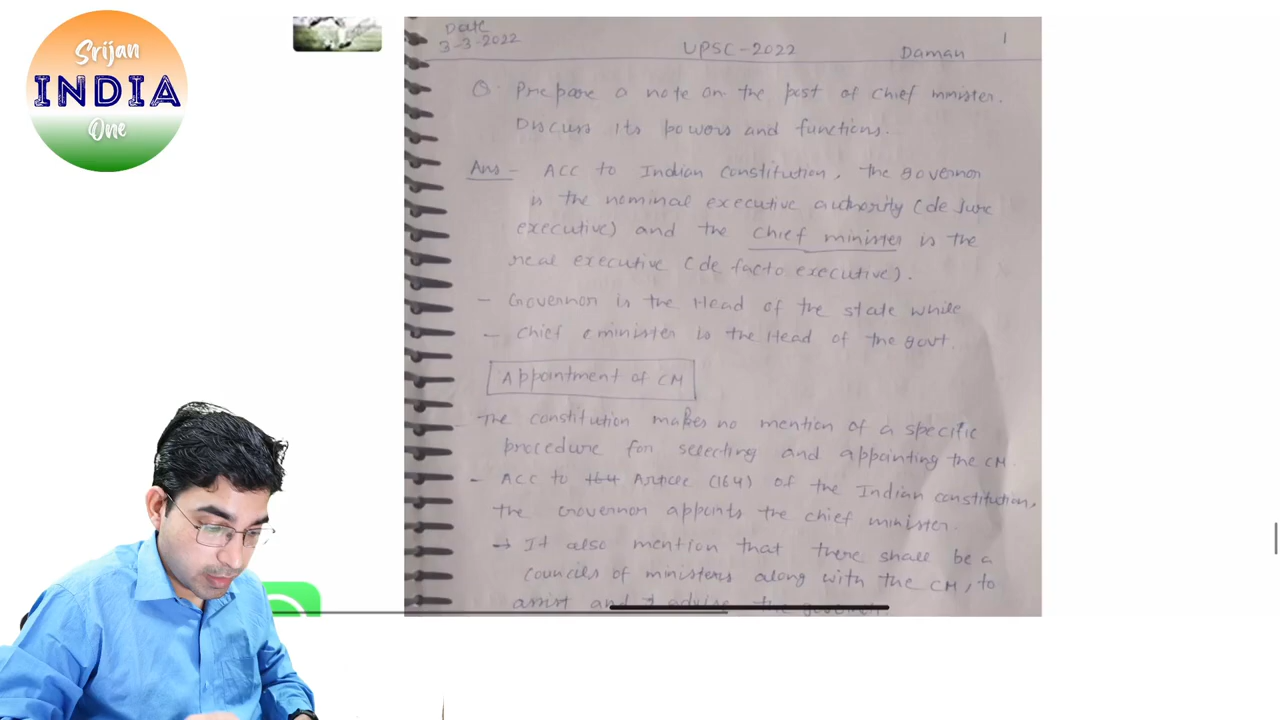 Srijan
INDIA
One
Date
3-3-2022
UPSC-2022
Daman
1
Q. Prepare a note on the post of chief minister.
Discuss its powers and functions.
Ans - ACC to Indian constitution, the governor
is the nominal executive authority (de jure
executive) and the chief minister is the
real executive (de facto executive).
- Governor is the Head of the state while
- chief minister is the Head of the govt.
Appointment of CM
The constitution makes no mention of a specific
procedure for selecting and appointing the CM.
- ACC to 164 Article (164) of the Indian constitution,
the Governor appoints the chief minister.
→ It also mention that there shall be a
councils of ministers along with the CM, to
assist and advise the governor